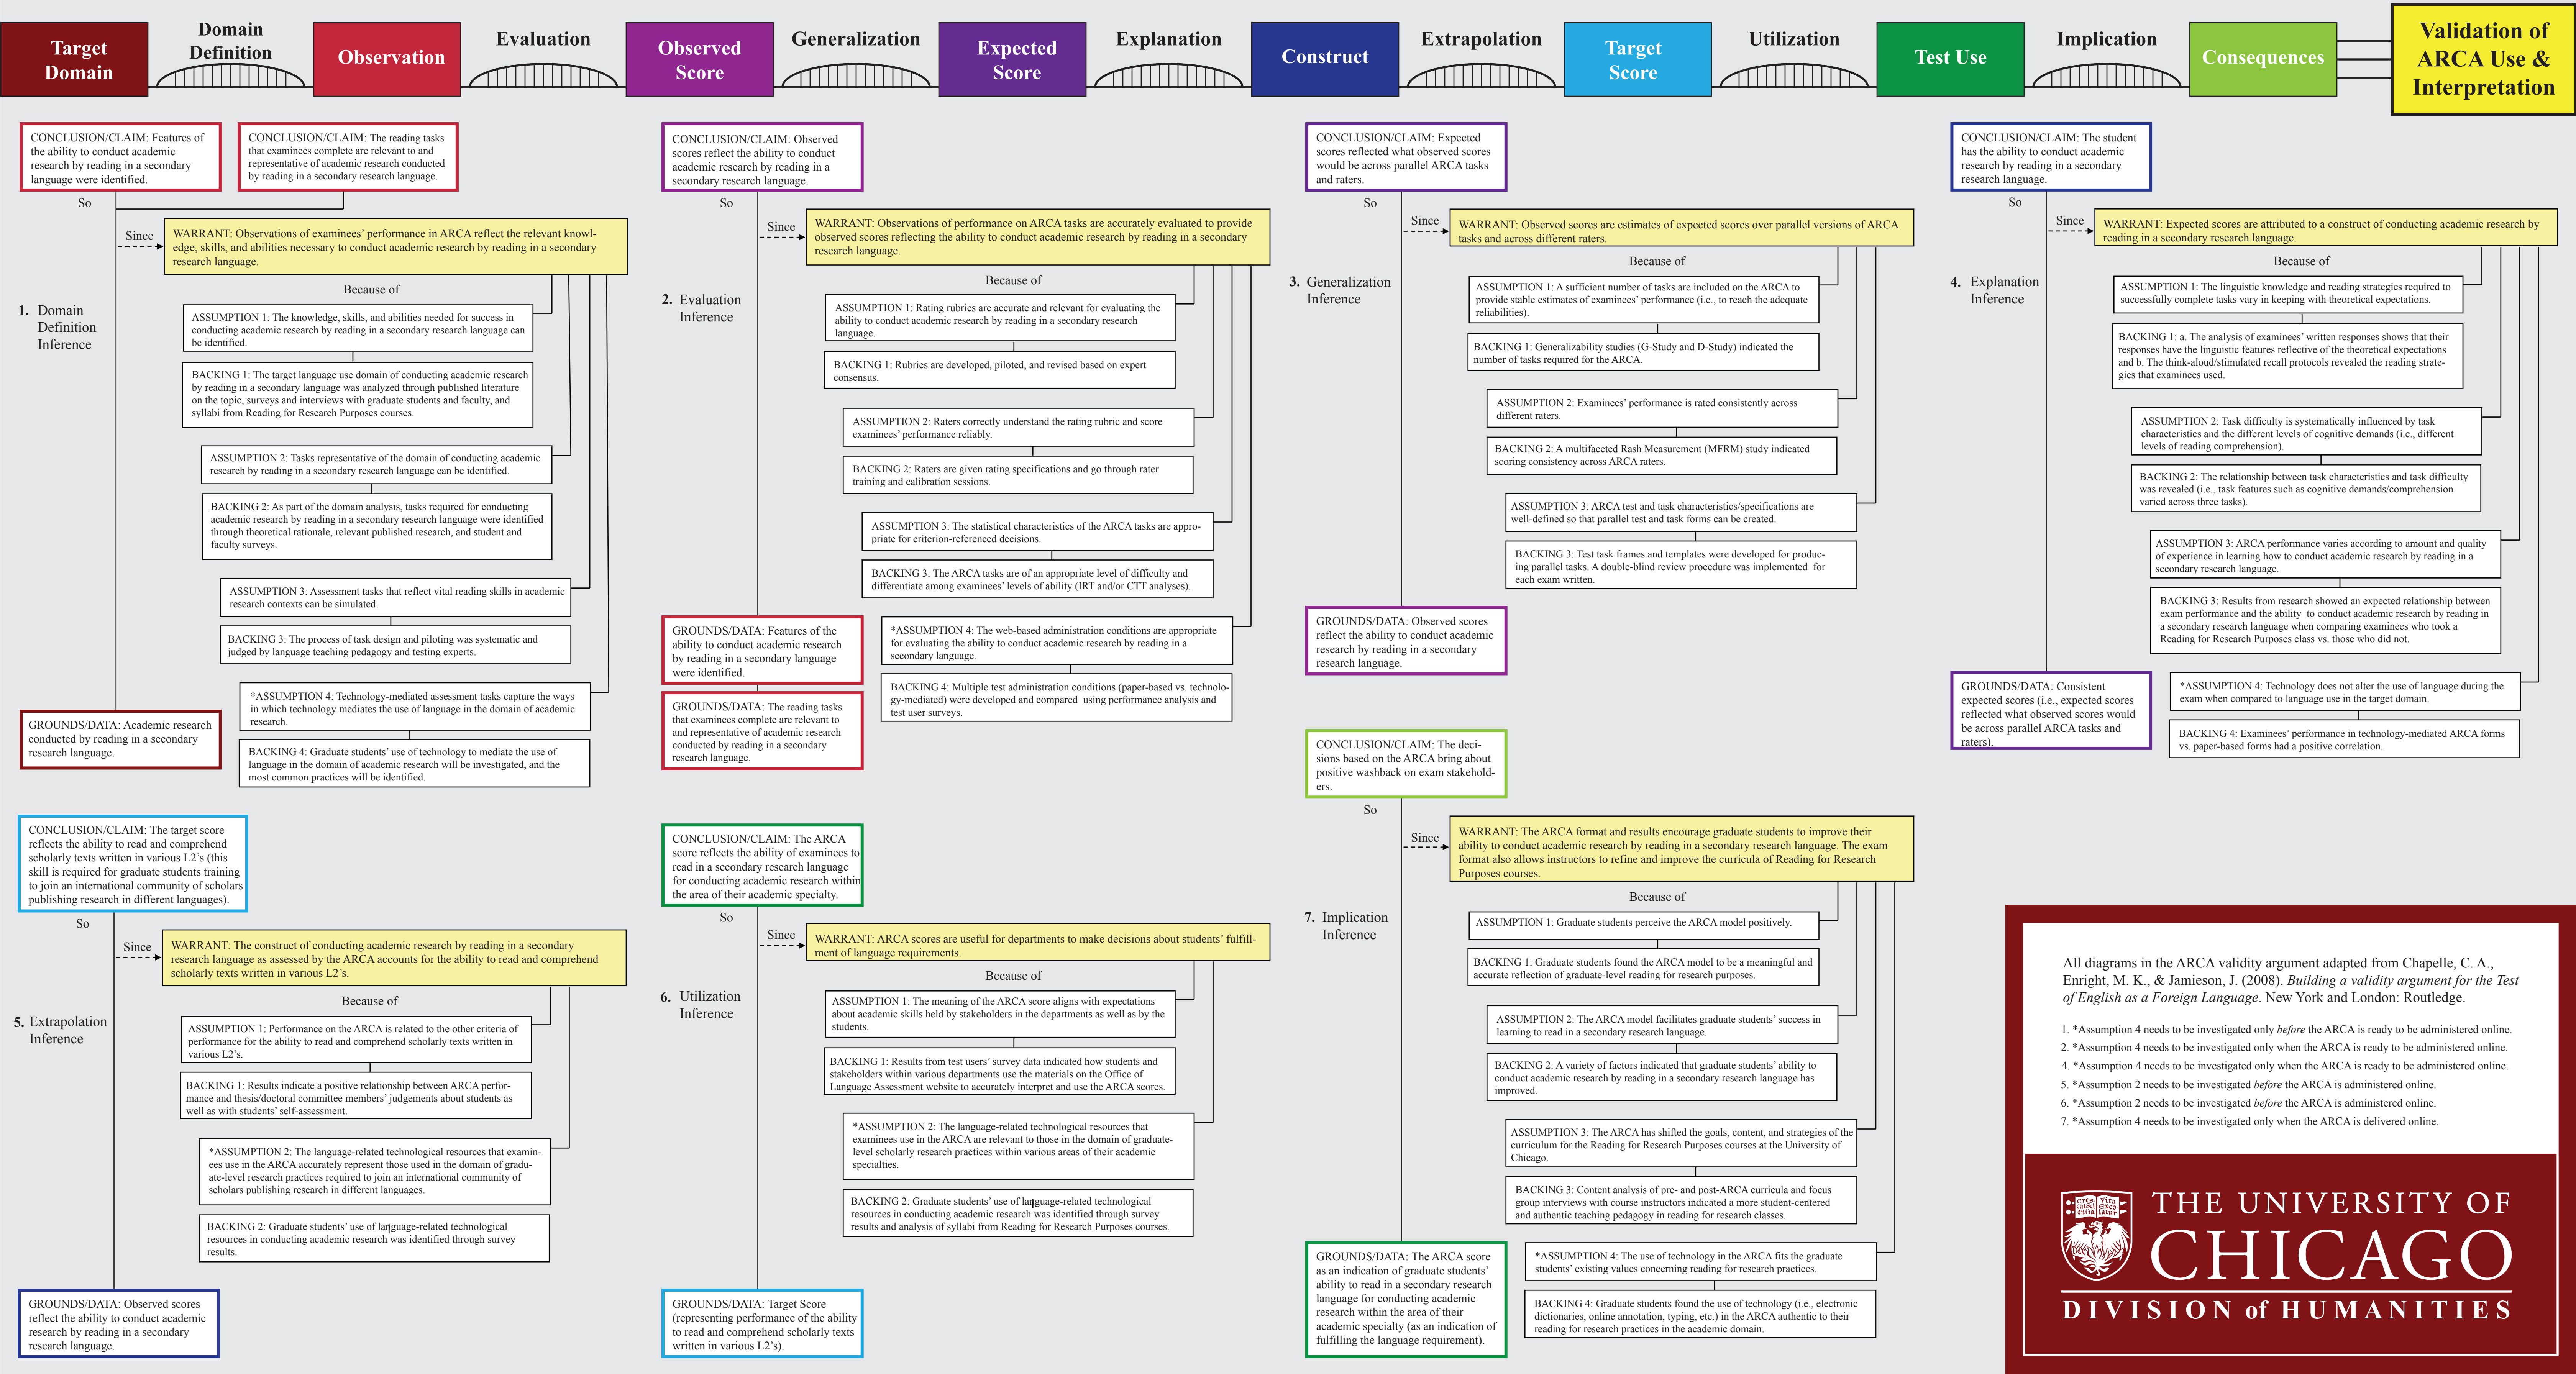 Target
Domain
Domain
Definition
Observation
Evaluation
Observed
Score
Generalization
Expected
Score
Explanation
Construct
Extrapolation
Target
Score
Utilization
Test Use
Implication
Consequences
Validation of
ARCA Use &
Interpretation
CONCLUSION/CLAIM: Features of
the ability to conduct academic
research by reading in a secondary
language were identified.
CONCLUSION/CLAIM: The reading tasks
that examinees complete are relevant to and
representative of academic research conducted
by reading in a secondary research language.
So
Since
WARRANT: Observations of examinees' performance in ARCA reflect the relevant knowl-
edge, skills, and abilities necessary to conduct academic research by reading in a secondary
research language.
Because of
1. Domain
Definition
Inference
ASSUMPTION 1: The knowledge, skills, and abilities needed for success in
conducting academic research by reading in a secondary research language can
be identified.
BACKING 1: The target language use domain of conducting academic research
by reading in a secondary language was analyzed through published literature
on the topic, surveys and interviews with graduate students and faculty, and
syllabi from Reading for Research Purposes courses.
ASSUMPTION 2: Tasks representative of the domain of conducting academic
research by reading in a secondary research language can be identified.
BACKING 2: As part of the domain analysis, tasks required for conducting
academic research by reading in a secondary research language were identified
through theoretical rationale, relevant published research, and student and
faculty surveys.
ASSUMPTION 3: Assessment tasks that reflect vital reading skills in academic
research contexts can be simulated.
BACKING 3: The process of task design and piloting was systematic and
judged by language teaching pedagogy and testing experts.
*ASSUMPTION 4: Technology-mediated assessment tasks capture the ways
in which technology mediates the use of language in the domain of academic
research.
BACKING 4: Graduate students' use of technology to mediate the use of
language in the domain of academic research will be investigated, and the
most common practices will be identified.
GROUNDS/DATA: Academic research
conducted by reading in a secondary
research language.
CONCLUSION/CLAIM: Observed
scores reflect the ability to conduct
academic research by reading in a
secondary research language.
So
Since
WARRANT: Observations of performance on ARCA tasks are accurately evaluated to provide
observed scores reflecting the ability to conduct academic research by reading in a secondary
research language.
Because of
2. Evaluation
Inference
ASSUMPTION 1: Rating rubrics are accurate and relevant for evaluating the
ability to conduct academic research by reading in a secondary research
language.
BACKING 1: Rubrics are developed, piloted, and revised based on expert
consensus.
ASSUMPTION 2: Raters correctly understand the rating rubric and score
examinees' performance reliably.
BACKING 2: Raters are given rating specifications and go through rater
training and calibration sessions.
ASSUMPTION 3: The statistical characteristics of the ARCA tasks are appro-
priate for criterion-referenced decisions.
BACKING 3: The ARCA tasks are of an appropriate level of difficulty and
differentiate among examinees' levels of ability (IRT and/or CTT analyses).
*ASSUMPTION 4: The web-based administration conditions are appropriate
for evaluating the ability to conduct academic research by reading in a
secondary language.
BACKING 4: Multiple test administration conditions (paper-based vs. technolo-
gy-mediated) were developed and compared using performance analysis and
test user surveys.
GROUNDS/DATA: Features of the
ability to conduct academic research
by reading in a secondary language
were identified.
GROUNDS/DATA: The reading tasks
that examinees complete are relevant to
and representative of academic research
conducted by reading in a secondary
research language.
CONCLUSION/CLAIM: Expected
scores reflected what observed scores
would be across parallel ARCA tasks
and raters.
So
Since
WARRANT: Observed scores are estimates of expected scores over parallel versions of ARCA
tasks and across different raters.
Because of
3. Generalization
Inference
ASSUMPTION 1: A sufficient number of tasks are included on the ARCA to
provide stable estimates of examinees' performance (i.e., to reach the adequate
reliabilities).
BACKING 1: Generalizability studies (G-Study and D-Study) indicated the
number of tasks required for the ARCA.
ASSUMPTION 2: Examinees' performance is rated consistently across
different raters.
BACKING 2: A multifaceted Rash Measurement (MFRM) study indicated
scoring consistency across ARCA raters.
ASSUMPTION 3: ARCA test and task characteristics/specifications are
well-defined so that parallel test and task forms can be created.
BACKING 3: Test task frames and templates were developed for produc-
ing parallel tasks. A double-blind review procedure was implemented for
each exam written.
GROUNDS/DATA: Observed scores
reflect the ability to conduct academic
research by reading in a secondary
research language.
CONCLUSION/CLAIM: The student
has the ability to conduct academic
research by reading in a secondary
research language.
So
Since
WARRANT: Expected scores are attributed to a construct of conducting academic research by
reading in a secondary research language.
Because of
4. Explanation
Inference
ASSUMPTION 1: The linguistic knowledge and reading strategies required to
successfully complete tasks vary in keeping with theoretical expectations.
BACKING 1: a. The analysis of examinees' written responses shows that their
responses have the linguistic features reflective of the theoretical expectations
and b. The think-aloud/stimulated recall protocols revealed the reading strate-
gies that examinees used.
ASSUMPTION 2: Task difficulty is systematically influenced by task
characteristics and the different levels of cognitive demands (i.e., different
levels of reading comprehension).
BACKING 2: The relationship between task characteristics and task difficulty
was revealed (i.e., task features such as cognitive demands/comprehension
varied across three tasks).
ASSUMPTION 3: ARCA performance varies according to amount and quality
of experience in learning how to conduct academic research by reading in a
secondary research language.
BACKING 3: Results from research showed an expected relationship between
exam performance and the ability to conduct academic research by reading in
a secondary research language when comparing examinees who took a
Reading for Research Purposes class vs. those who did not.
*ASSUMPTION 4: Technology does not alter the use of language during the
exam when compared to language use in the target domain.
BACKING 4: Examinees' performance in technology-mediated ARCA forms
vs. paper-based forms had a positive correlation.
GROUNDS/DATA: Consistent
expected scores (i.e., expected scores
reflected what observed scores would
be across parallel ARCA tasks and
raters).
CONCLUSION/CLAIM: The target score
reflects the ability to read and comprehend
scholarly texts written in various L2's (this
skill is required for graduate students training
to join an international community of scholars
publishing research in different languages).
So
Since
WARRANT: The construct of conducting academic research by reading in a secondary
research language as assessed by the ARCA accounts for the ability to read and comprehend
scholarly texts written in various L2's.
Because of
5. Extrapolation
Inference
ASSUMPTION 1: Performance on the ARCA is related to the other criteria of
performance for the ability to read and comprehend scholarly texts written in
various L2's.
BACKING 1: Results indicate a positive relationship between ARCA perfor-
mance and thesis/doctoral committee members' judgements about students as
well as with students' self-assessment.
*ASSUMPTION 2: The language-related technological resources that examin-
ees use in the ARCA accurately represent those used in the domain of gradu-
ate-level research practices required to join an international community of
scholars publishing research in different languages.
BACKING 2: Graduate students' use of language-related technological
resources in conducting academic research was identified through survey
results.
GROUNDS/DATA: Observed scores
reflect the ability to conduct academic
research by reading in a secondary
research language.
CONCLUSION/CLAIM: The ARCA
score reflects the ability of examinees to
read in a secondary research language
for conducting academic research within
the area of their academic specialty.
So
Since
WARRANT: ARCA scores are useful for departments to make decisions about students' fulfill-
ment of language requirements.
Because of
6. Utilization
Inference
ASSUMPTION 1: The meaning of the ARCA score aligns with expectations
about academic skills held by stakeholders in the departments as well as by the
students.
BACKING 1: Results from test users' survey data indicated how students and
stakeholders within various departments use the materials on the Office of
Language Assessment website to accurately interpret and use the ARCA scores.
*ASSUMPTION 2: The language-related technological resources that
examinees use in the ARCA are relevant to those in the domain of graduate-
level scholarly research practices within various areas of their academic
specialties.
BACKING 2: Graduate students' use of language-related technological
resources in conducting academic research was identified through survey
results and analysis of syllabi from Reading for Research Purposes courses.
GROUNDS/DATA: Target Score
(representing performance of the ability
to read and comprehend scholarly texts
written in various L2's).
CONCLUSION/CLAIM: The deci-
sions based on the ARCA bring about
positive washback on exam stakehold-
ers.
So
Since
WARRANT: The ARCA format and results encourage graduate students to improve their
ability to conduct academic research by reading in a secondary research language. The exam
format also allows instructors to refine and improve the curricula of Reading for Research
Purposes courses.
Because of
7. Implication
Inference
ASSUMPTION 1: Graduate students perceive the ARCA model positively.
BACKING 1: Graduate students found the ARCA model to be a meaningful and
accurate reflection of graduate-level reading for research purposes.
ASSUMPTION 2: The ARCA model facilitates graduate students' success in
learning to read in a secondary research language.
BACKING 2: A variety of factors indicated that graduate students' ability to
conduct academic research by reading in a secondary research language has
improved.
ASSUMPTION 3: The ARCA has shifted the goals, content, and strategies of the
curriculum for the Reading for Research Purposes courses at the University of
Chicago.
BACKING 3: Content analysis of pre- and post-ARCA curricula and focus
group interviews with course instructors indicated a more student-centered
and authentic teaching pedagogy in reading for research classes.
*ASSUMPTION 4: The use of technology in the ARCA fits the graduate
students' existing values concerning reading for research practices.
BACKING 4: Graduate students found the use of technology (i.e., electronic
dictionaries, online annotation, typing, etc.) in the ARCA authentic to their
reading for research practices in the academic domain.
GROUNDS/DATA: The ARCA score
as an indication of graduate students'
ability to read in a secondary research
language for conducting academic
research within the area of their
academic specialty (as an indication of
fulfilling the language requirement).
All diagrams in the ARCA validity argument adapted from Chapelle, C. A.,
Enright, M. K., & Jamieson, J. (2008). Building a validity argument for the Test
of English as a Foreign Language. New York and London: Routledge.
1. *Assumption 4 needs to be investigated only before the ARCA is ready to be administered online.
2. *Assumption 4 needs to be investigated only when the ARCA is ready to be administered online.
4. *Assumption 4 needs to be investigated only when the ARCA is ready to be administered online.
5. *Assumption 2 needs to be investigated before the ARCA is administered online.
6. *Assumption 2 needs to be investigated before the ARCA is administered online.
7. *Assumption 4 needs to be investigated only when the ARCA is delivered online.
cres vita
cat sci exco
entia latur
THE UNIVERSITY OF
CHICAGO
DIVISION of HUMANITIES